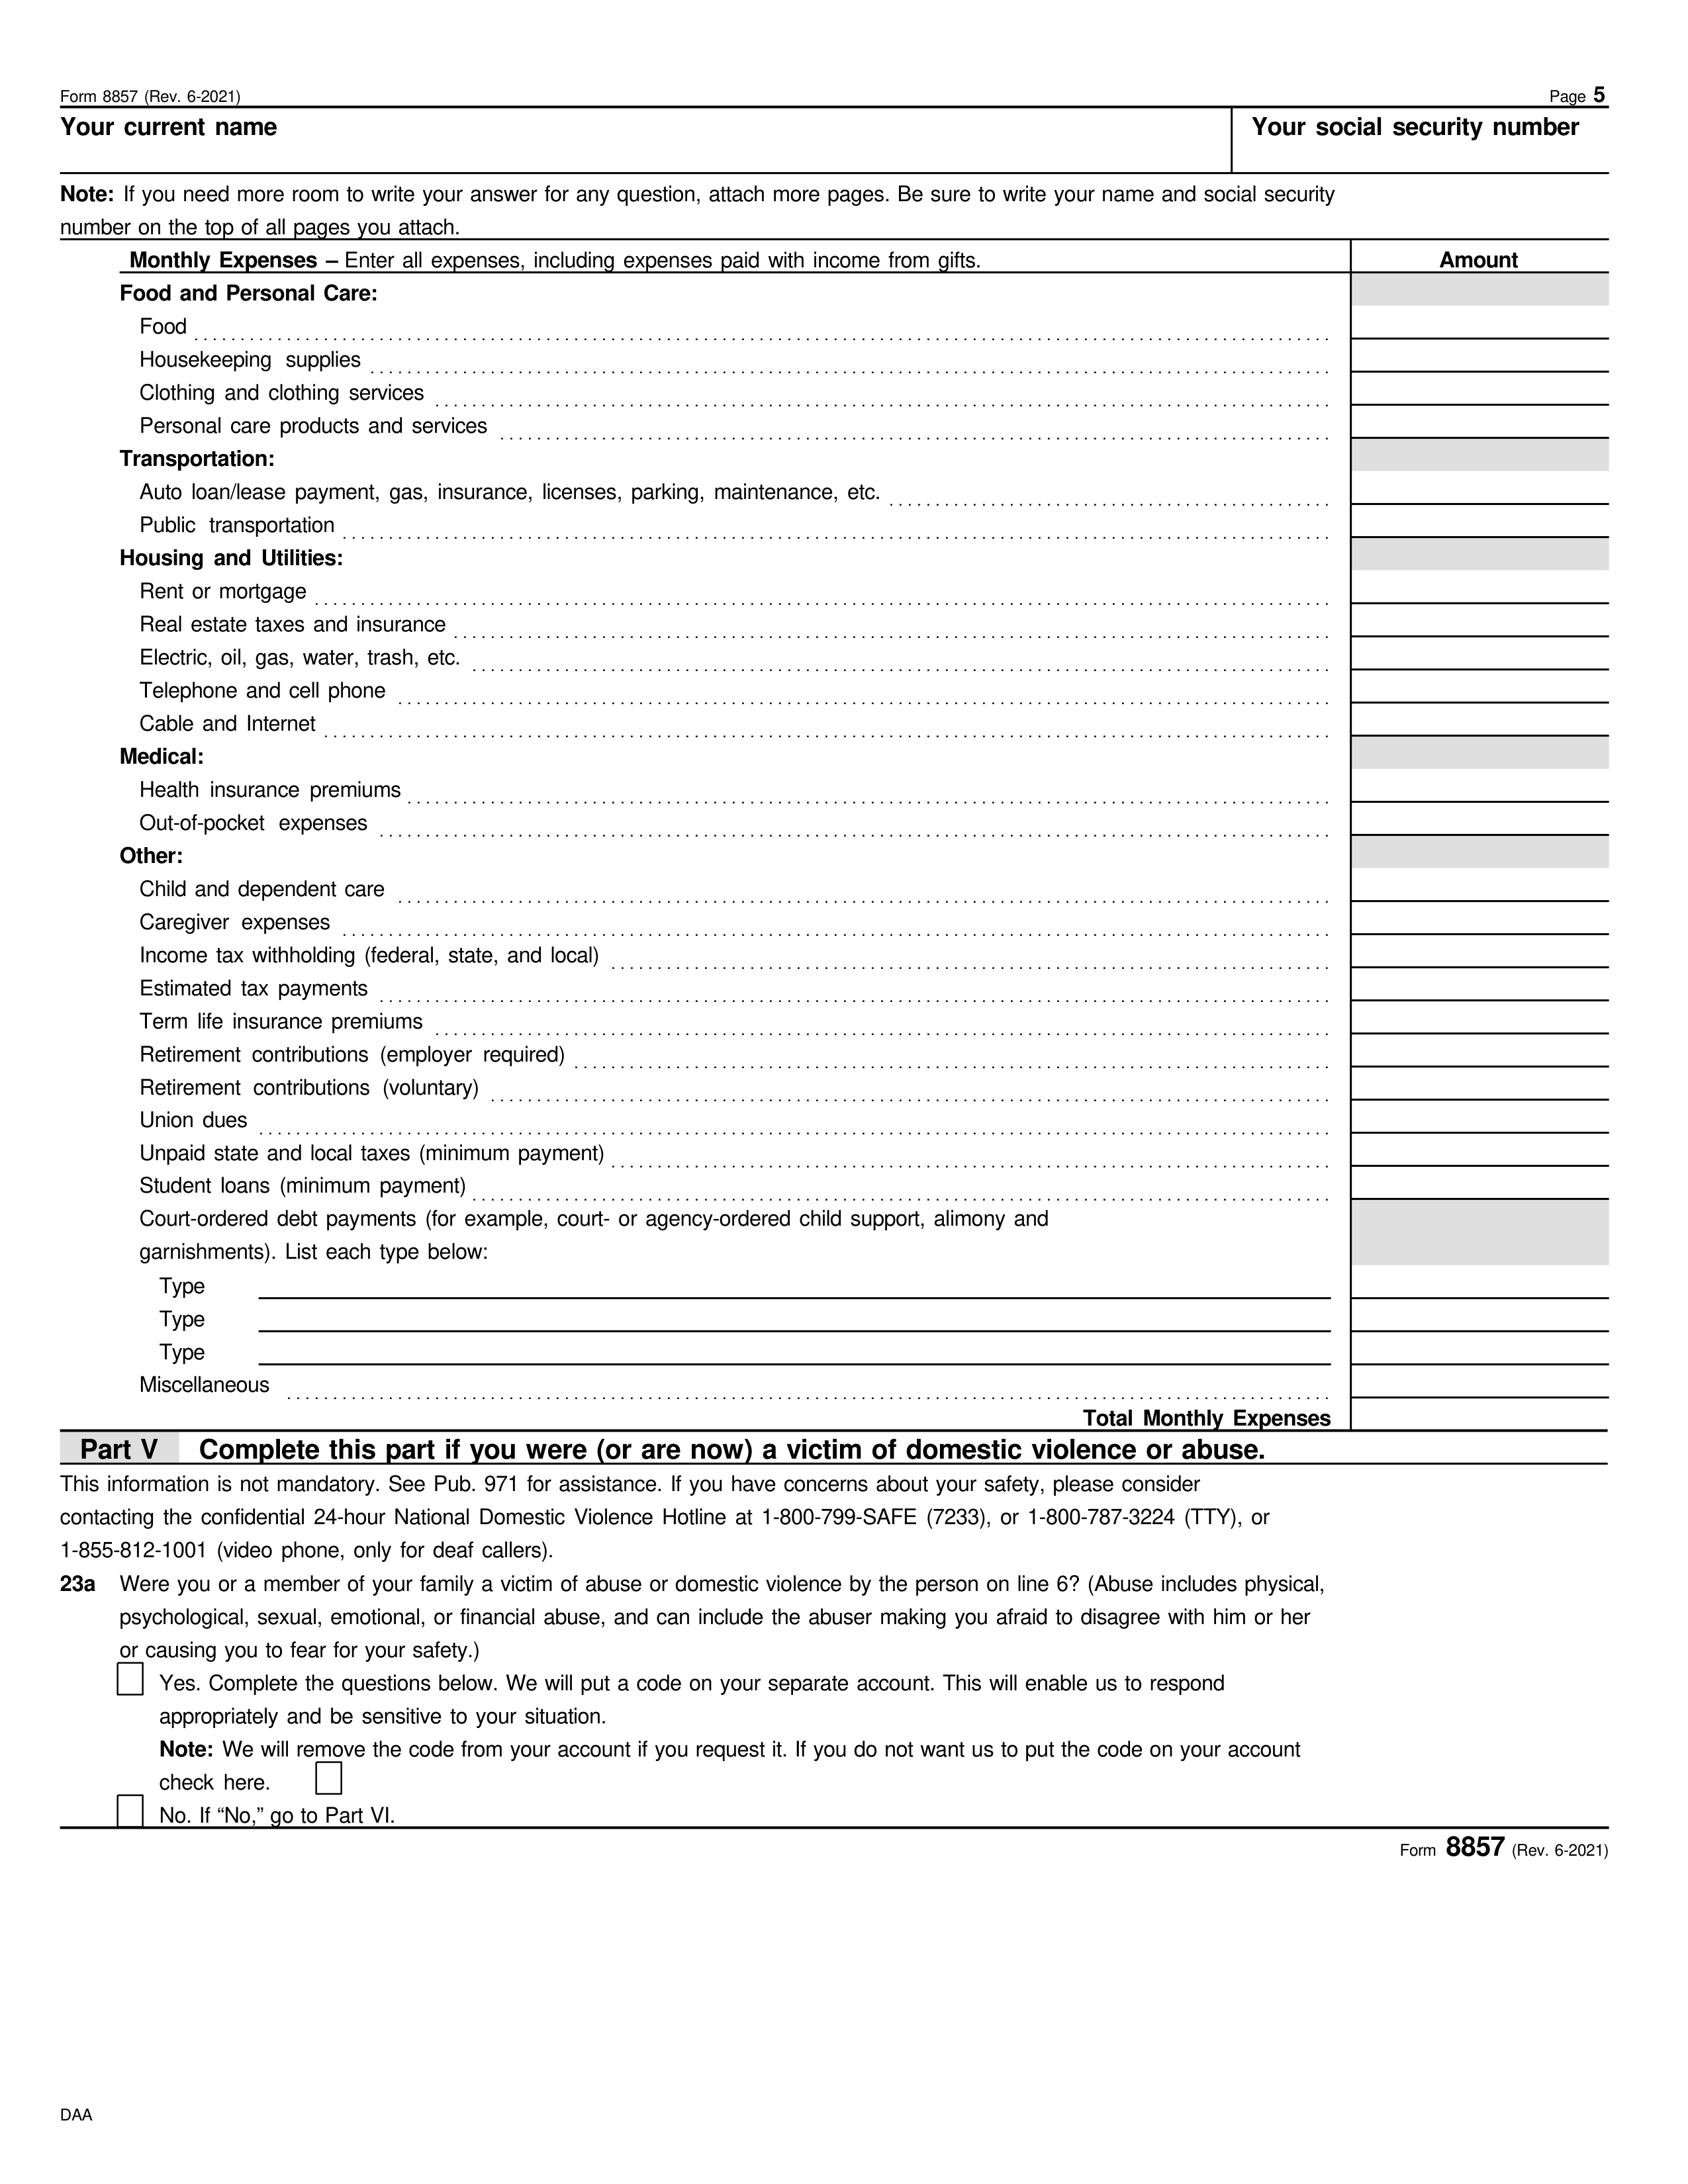 Form 8857 (Rev. 6-2021) Page 5
Your current name Your social security number
Note: If you need more room to write your answer for any question, attach more pages. Be sure to write your name and social security
number on the top of all pages you attach.
Monthly Expenses – Enter all expenses, including expenses paid with income from gifts. Amount
Food and Personal Care:
Food
Housekeeping supplies
Clothing and clothing services
Personal care products and services
Transportation:
Auto loan/lease payment, gas, insurance, licenses, parking, maintenance, etc.
Public transportation
Housing and Utilities:
Rent or mortgage
Real estate taxes and insurance
Electric, oil, gas, water, trash, etc.
Telephone and cell phone
Cable and Internet
Medical:
Health insurance premiums
Out-of-pocket expenses
Other:
Child and dependent care
Caregiver expenses
Income tax withholding (federal, state, and local)
Estimated tax payments
Term life insurance premiums
Retirement contributions (employer required)
Retirement contributions (voluntary)
Union dues
Unpaid state and local taxes (minimum payment)
Student loans (minimum payment)
Court-ordered debt payments (for example, court- or agency-ordered child support, alimony and
garnishments). List each type below:
Type
Type
Type
Miscellaneous
Total Monthly Expenses
Part V Complete this part if you were (or are now) a victim of domestic violence or abuse.
This information is not mandatory. See Pub. 971 for assistance. If you have concerns about your safety, please consider
contacting the confidential 24-hour National Domestic Violence Hotline at 1-800-799-SAFE (7233), or 1-800-787-3224 (TTY), or
1-855-812-1001 (video phone, only for deaf callers).
23a Were you or a member of your family a victim of abuse or domestic violence by the person on line 6? (Abuse includes physical,
psychological, sexual, emotional, or financial abuse, and can include the abuser making you afraid to disagree with him or her
or causing you to fear for your safety.)
Yes. Complete the questions below. We will put a code on your separate account. This will enable us to respond
appropriately and be sensitive to your situation.
Note: We will remove the code from your account if you request it. If you do not want us to put the code on your account
check here.
No. If “No,” go to Part VI.
Form 8857 (Rev. 6-2021)
DAA